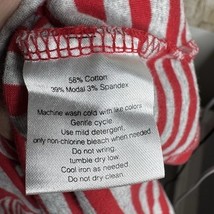 58% Cotton
39% Modal 3% Spandex
Machine wash cold with like colors.
Gentle cycle.
Use mild detergent,
only non-chlorine bleach when needed.
Do not wring.
tumble dry low.
Cool iron as needed
Do not dry clean.